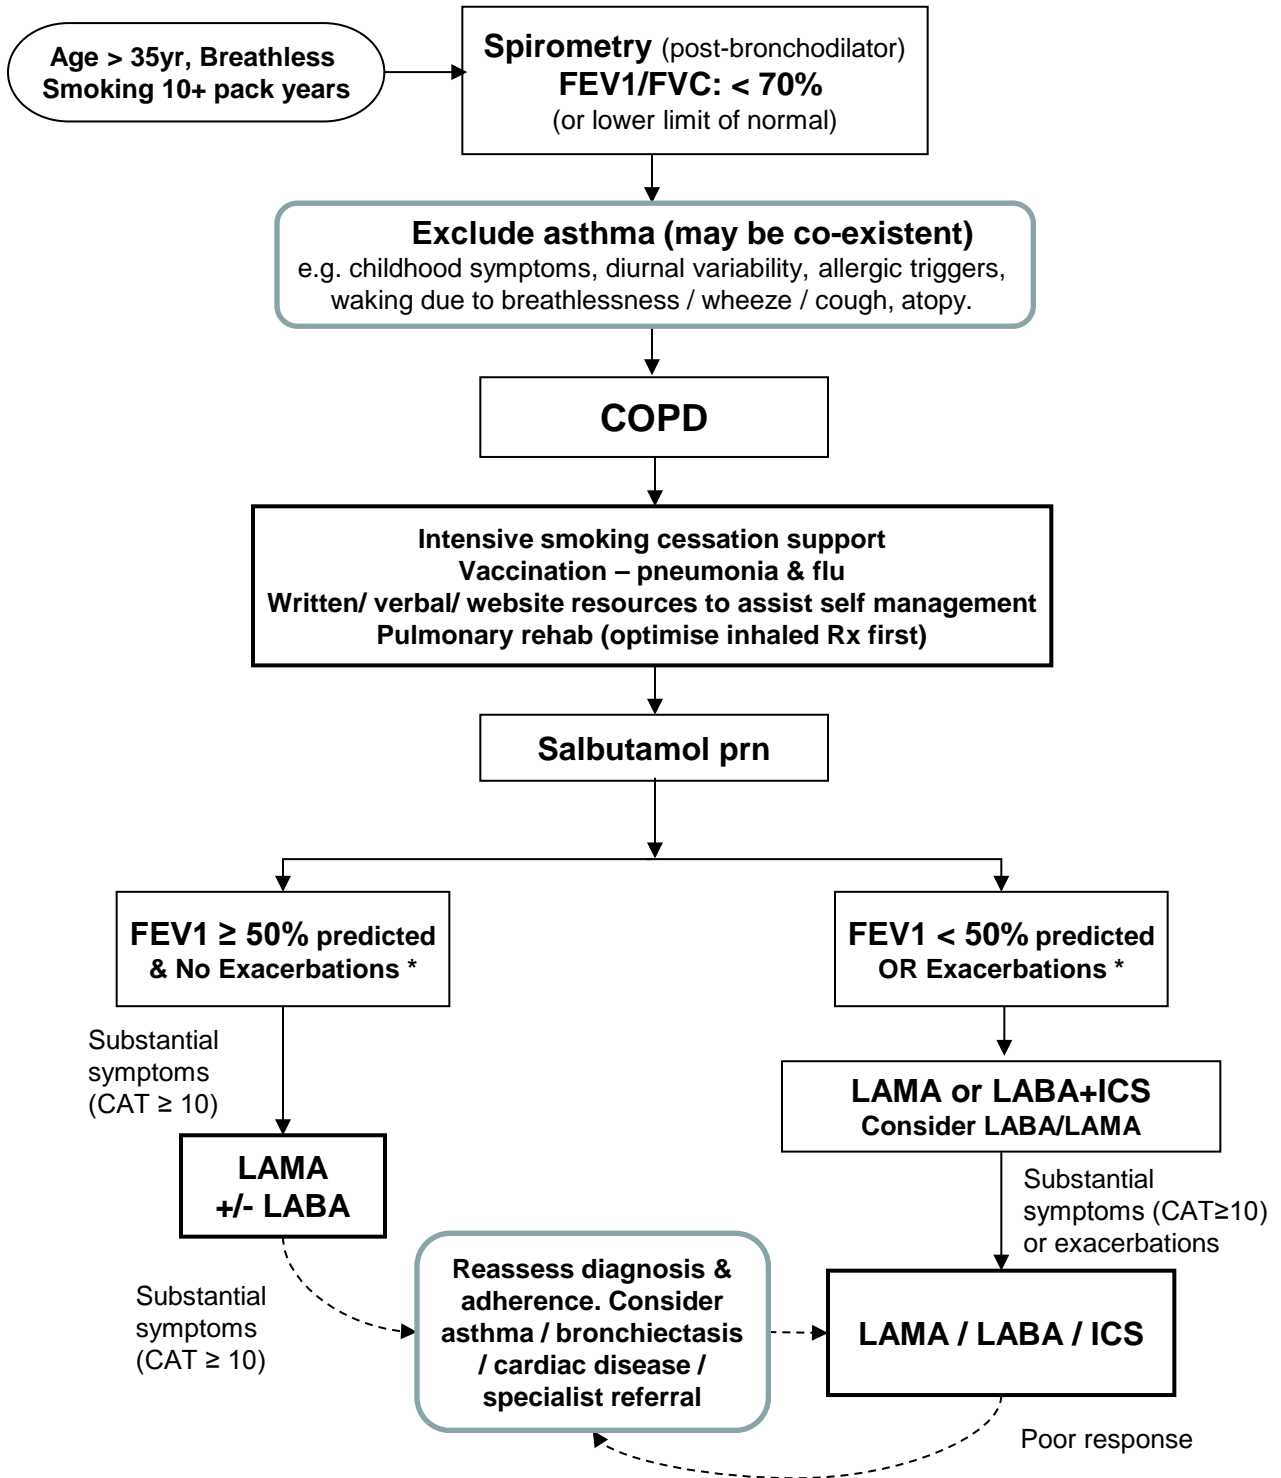 Age > 35yr, Breathless
Smoking 10+ pack years
Spirometry (post-bronchodilator)
FEV1/FVC: < 70%
(or lower limit of normal)
Exclude asthma (may be co-existent)
e.g. childhood symptoms, diurnal variability, allergic triggers,
waking due to breathlessness / wheeze / cough, atopy.
COPD
Intensive smoking cessation support
Vaccination – pneumonia & flu
Written/ verbal/ website resources to assist self management
Pulmonary rehab (optimise inhaled Rx first)
Salbutamol prn
FEV1 ≥ 50% predicted
& No Exacerbations *
FEV1 < 50% predicted
OR Exacerbations *
Substantial
symptoms
(CAT ≥ 10)
LAMA or LABA+ICS
Consider LABA/LAMA
LAMA
+/- LABA
Substantial
symptoms (CAT≥10)
or exacerbations
Substantial
symptoms
(CAT ≥ 10)
Reassess diagnosis &
adherence. Consider
asthma / bronchiectasis
/ cardiac disease /
specialist referral
LAMA / LABA / ICS
Poor response